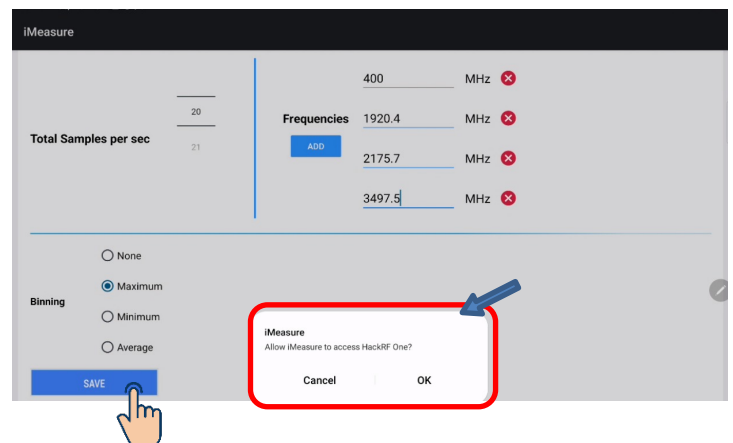 iMeasure
400 MHz
20
Frequencies 1920.4 MHz
Total Samples per sec
21
ADD
2175.7 MHz
3497.5 MHz
None
Maximum
Binning
Minimum
Average
SAVE
iMeasure
Allow iMeasure to access HackRF One?
Cancel OK